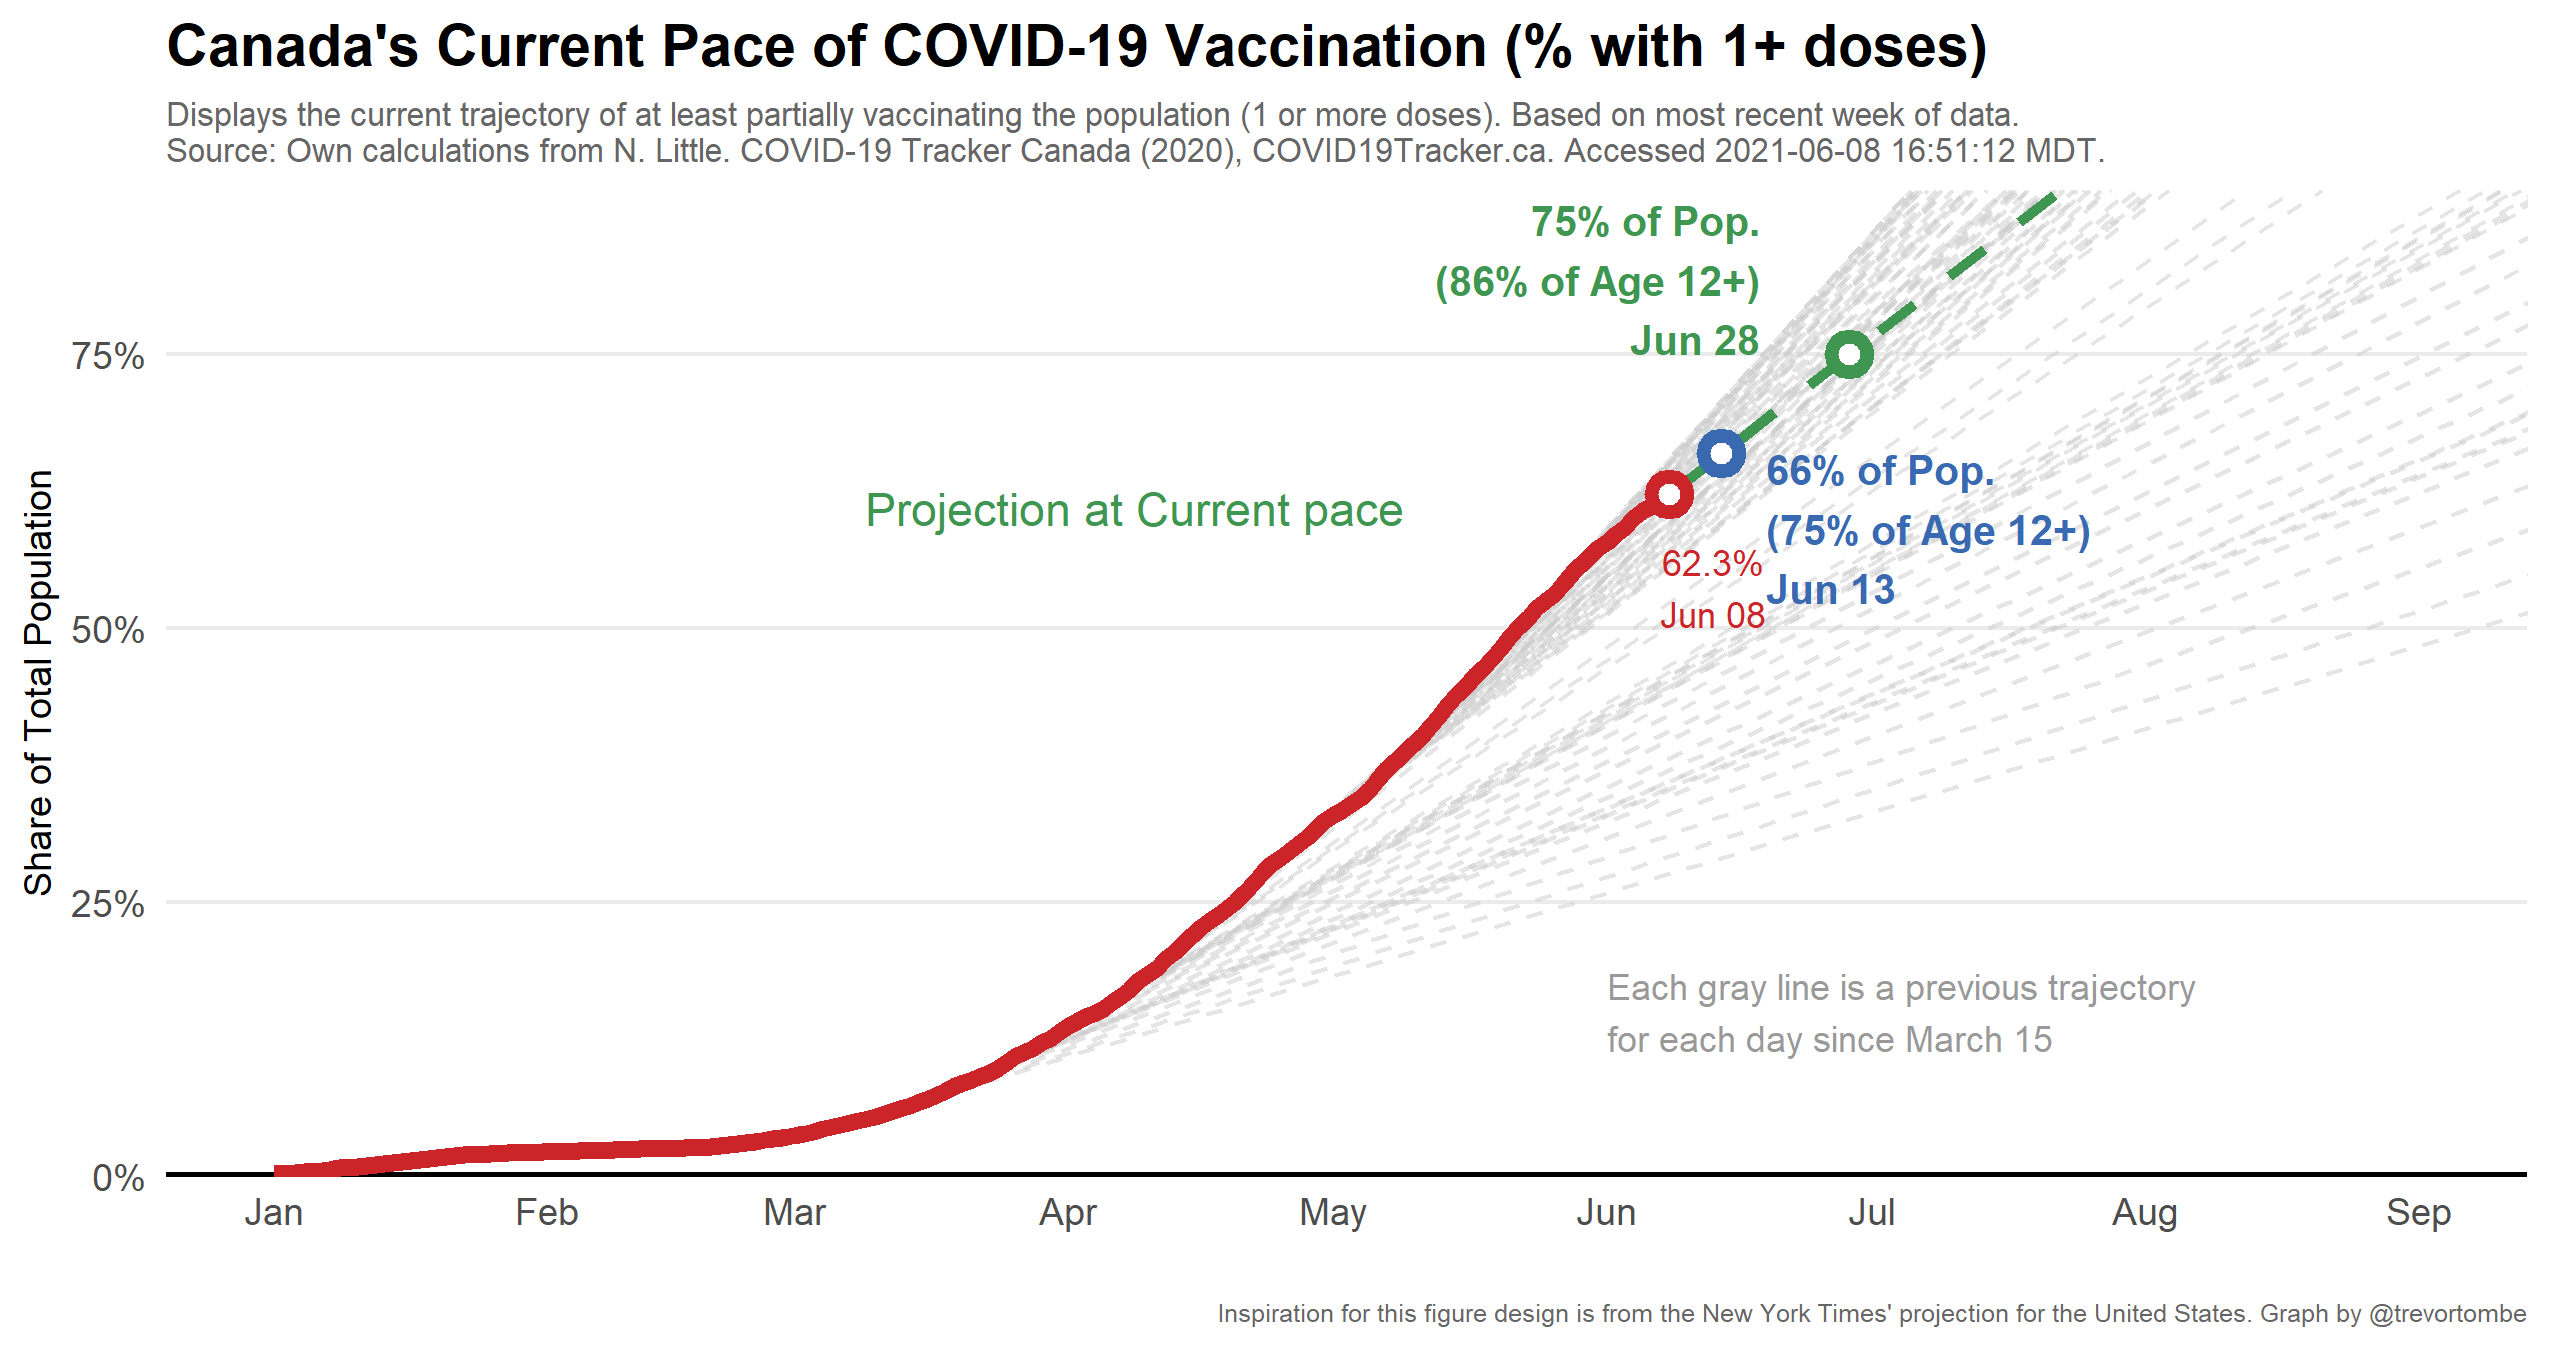 Canada's Current Pace of COVID-19 Vaccination (% with 1+ doses)
Displays the current trajectory of at least partially vaccinating the population (1 or more doses). Based on most recent week of data.
Source: Own calculations from N. Little. COVID-19 Tracker Canada (2020), COVID19Tracker.ca. Accessed 2021-06-08 16:51:12 MDT.
75% of Pop.
(86% of Age 12+)
Jun 28
75%
66% of Pop.
(75% of Age 12+)
Jun 13
Projection at Current pace
62.3%
Jun 08
50%
Share of Total Population
25%
Each gray line is a previous trajectory
for each day since March 15
0%
Jan Feb Mar Apr May Jun Jul Aug Sep
Inspiration for this figure design is from the New York Times' projection for the United States. Graph by @trevortombe